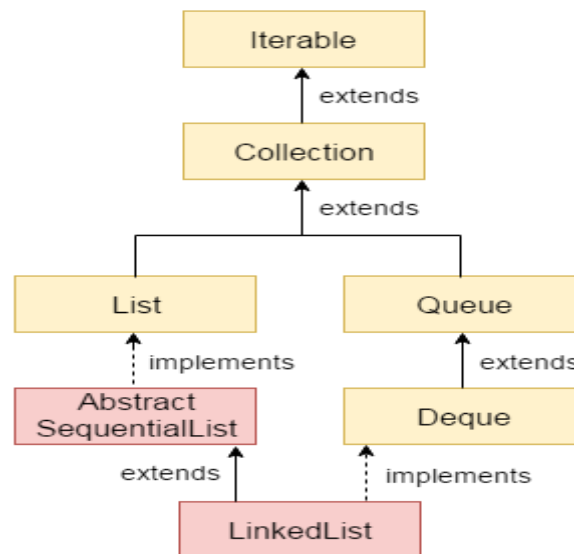 Iterable
extends
Collection
extends
List
Queue
implements
extends
Abstract
SequentialList
Deque
extends
implements
LinkedList